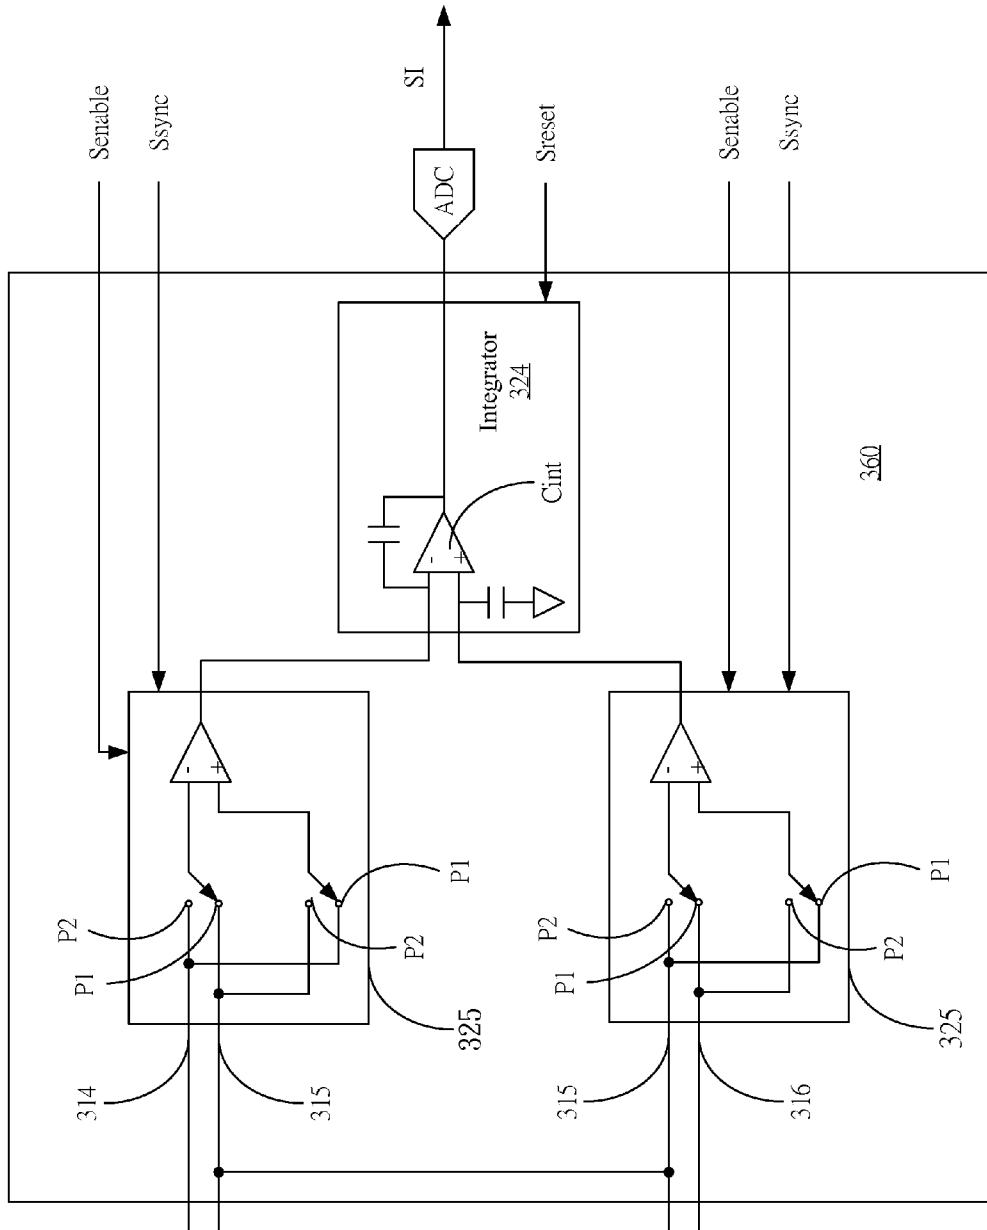 Senable
Ssync
SI
ADC
Sreset
Senable
Ssync
Integrator
324
-
+
Cint
360
-
+
P2
P1
P2
P1
325
314
315
-
+
P2
P1
P2
P1
325
315
316